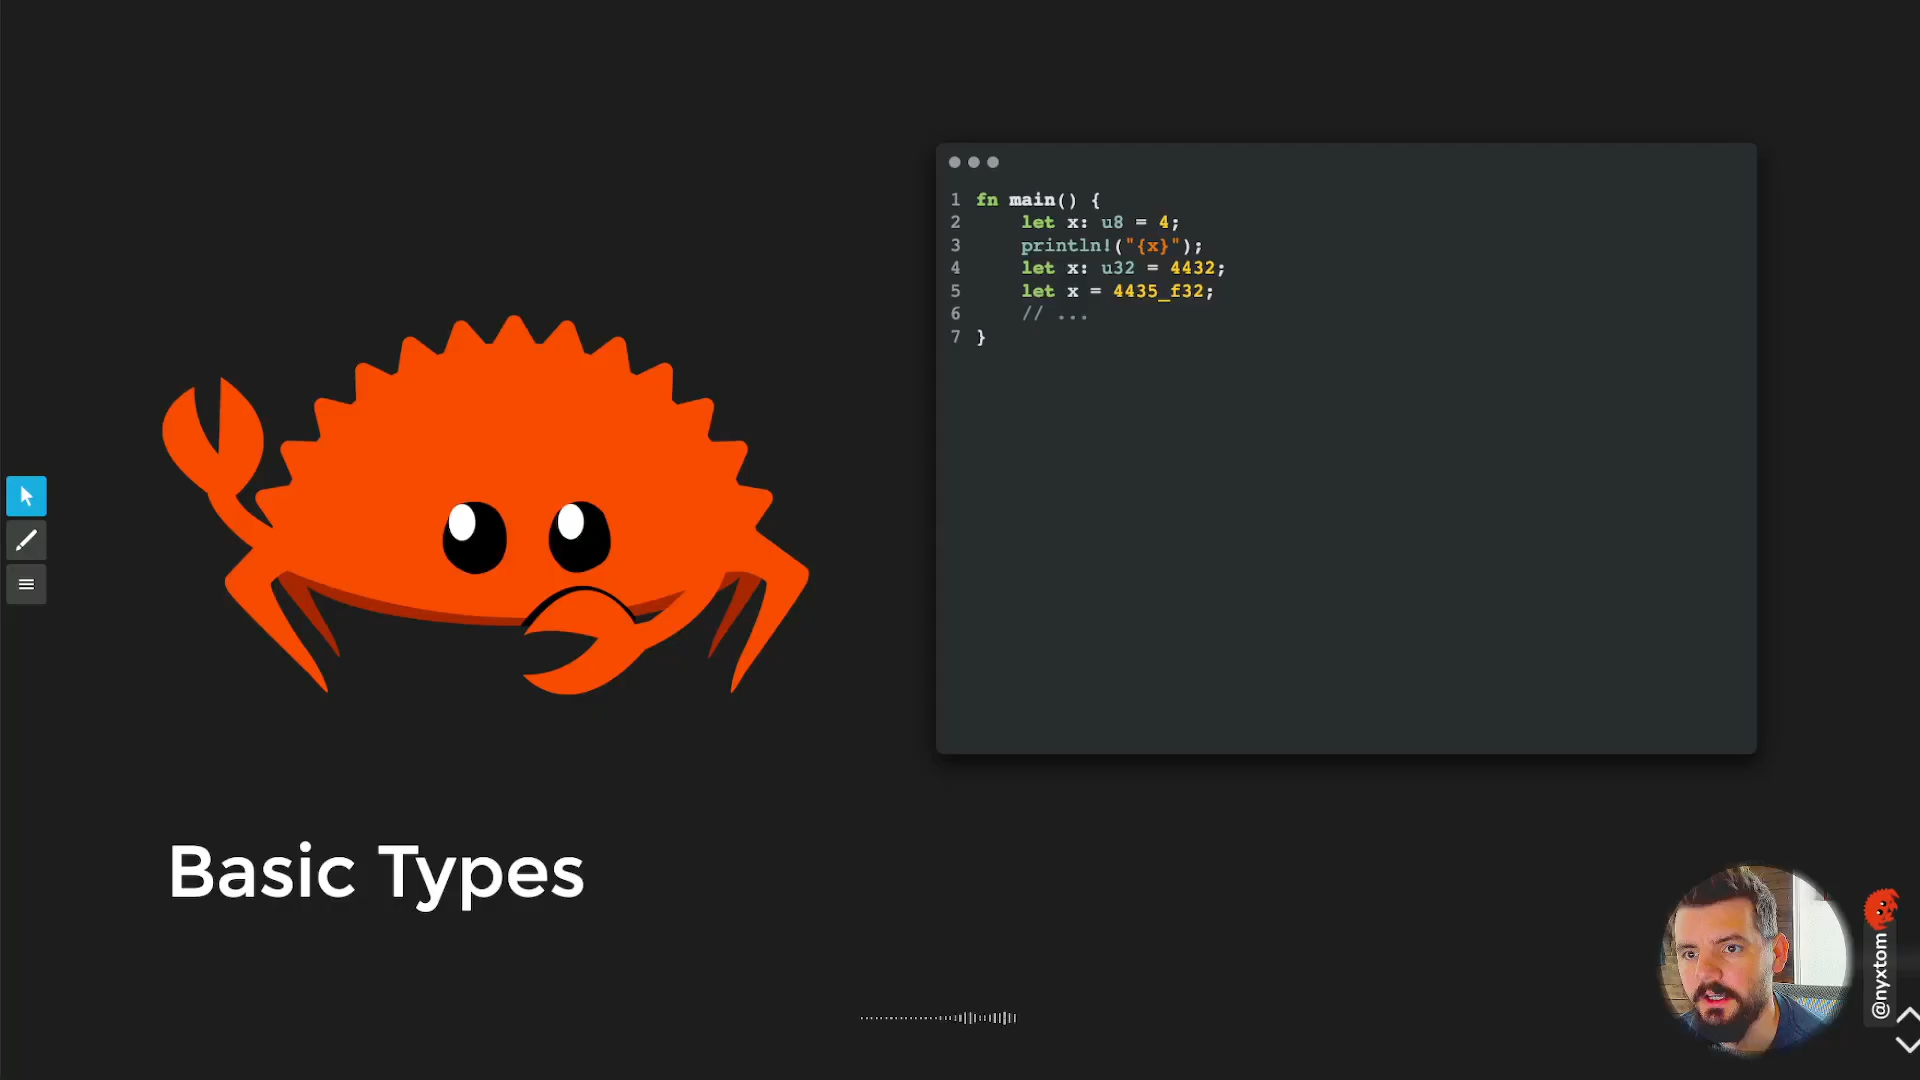 1 fn main() {
2     let x: u8 = 4;
3     println!("{x}");
4     let x: u32 = 4432;
5     let x = 4435_f32;
6     // ...
7 }
Basic Types
@nyxtom